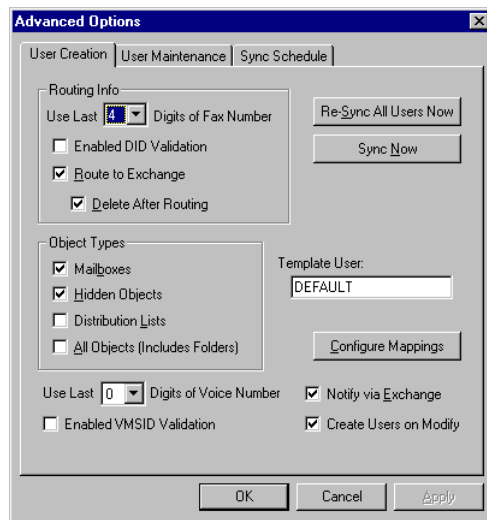 Advanced Options
User Creation User Maintenance Sync Schedule
Routing Info
Use Last 4 Digits of Fax Number
Enabled DID Validation
Route to Exchange
Delete After Routing
Re-Sync All Users Now
Sync Now
Object Types
Mailboxes
Hidden Objects
Distribution Lists
All Objects (Includes Folders)
Template User:
DEFAULT
Configure Mappings
Use Last 0 Digits of Voice Number
Enabled VMSID Validation
Notify via Exchange
Create Users on Modify
OK Cancel Apply